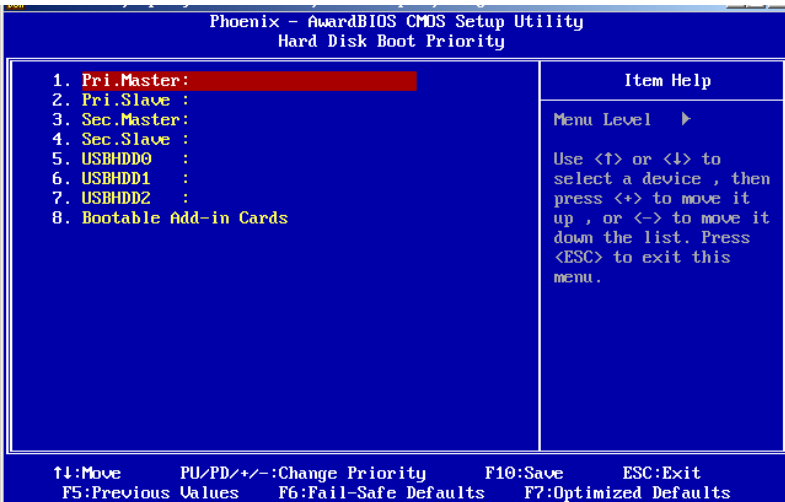 Phoenix - AwardBIOS CMOS Setup Utility
Hard Disk Boot Priority
1. Pri.Master:
2. Pri.Slave :
3. Sec.Master:
4. Sec.Slave :
5. USBHDD0 :
6. USBHDD1 :
7. USBHDD2 :
8. Bootable Add-in Cards
Item Help
Menu Level ▶
Use <↑> or <↓> to
select a device , then
press <+> to move it
up , or <-> to move it
down the list. Press
<ESC> to exit this
menu.
↑↓:Move PU/PD/+/-:Change Priority F10:Save ESC:Exit
F5:Previous Values F6:Fail-Safe Defaults F7:Optimized Defaults